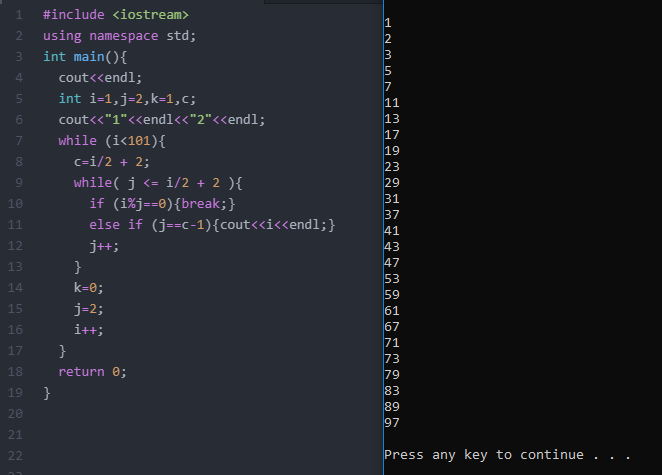 1 #include <iostream>
2 using namespace std;
3 int main(){
4 cout<<endl;
5 int i=1,j=2,k=1,c;
6 cout<<"1"<<endl<<"2"<<endl;
7 while (i<101){
8 c=i/2 + 2;
9 while( j <= i/2 + 2 ){
10 if (i%j==0){break;}
11 else if (j==c-1){cout<<i<<endl;}
12 j++;
13 }
14 k=0;
15 j=2;
16 i++;
17 }
18 return 0;
19 }
20
21
22
23
1
2
3
5
7
11
13
17
19
23
29
31
37
41
43
47
53
59
61
67
71
73
79
83
89
97
Press any key to continue . . .